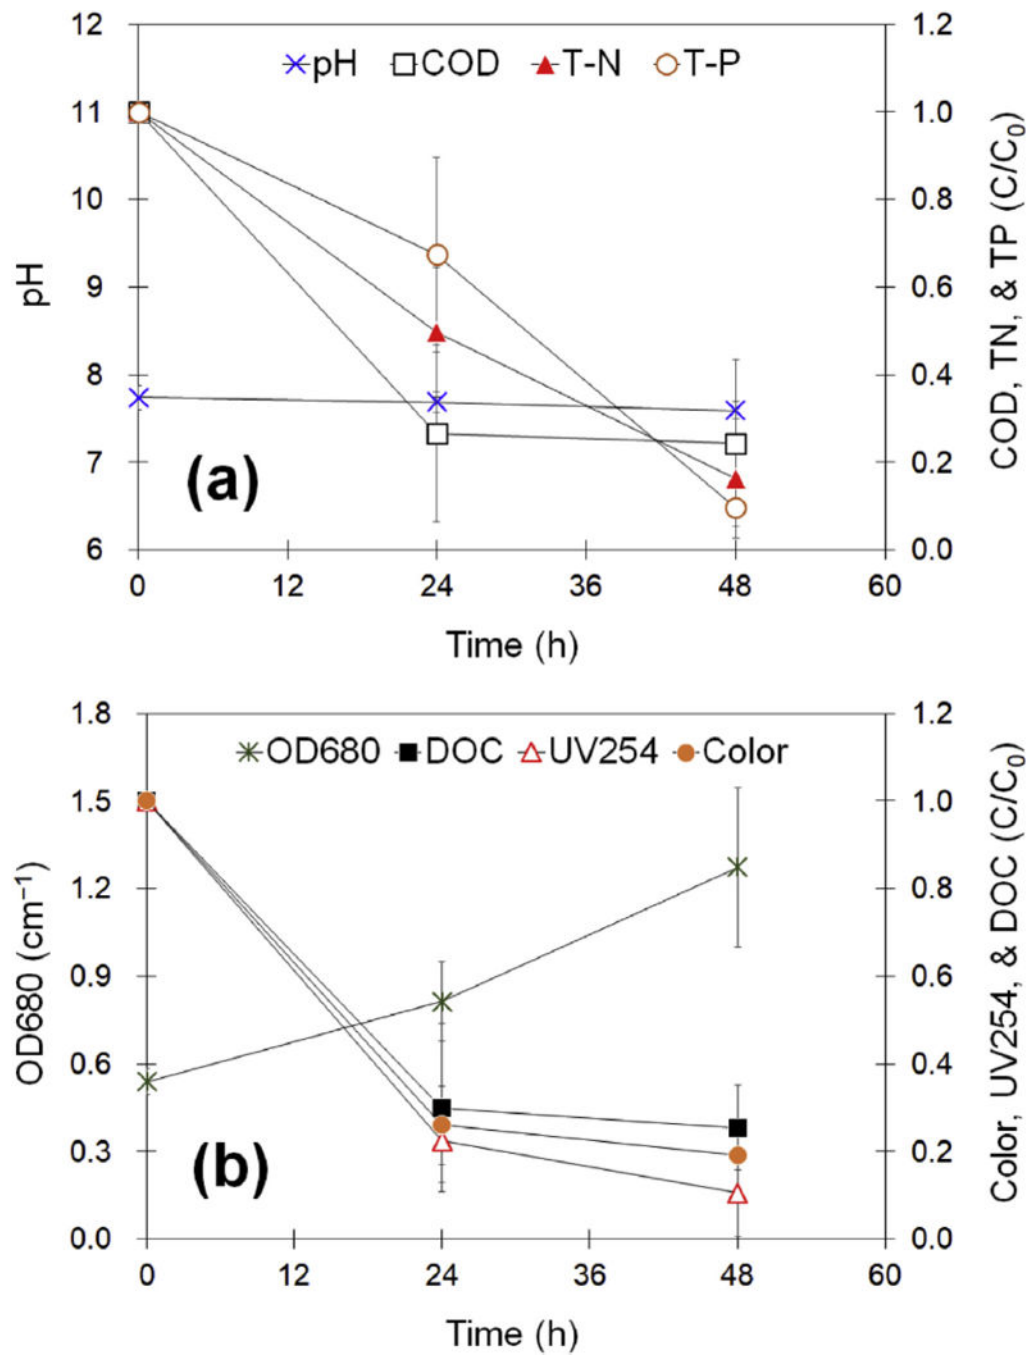 12 1.2
pH COD T-N T-P
11 1.0
10 0.8
9 0.6
8 0.4
7 0.2
6 0.0
pH
COD, TN, & TP (C/C₀)
(a)
0 12 24 36 48 60
Time (h)
1.8 1.2
OD680 DOC UV254 Color
1.5 1.0
1.2 0.8
0.9 0.6
0.6 0.4
0.3 0.2
0.0 0.0
OD680 (cm⁻¹)
Color, UV254, & DOC (C/C₀)
(b)
0 12 24 36 48 60
Time (h)